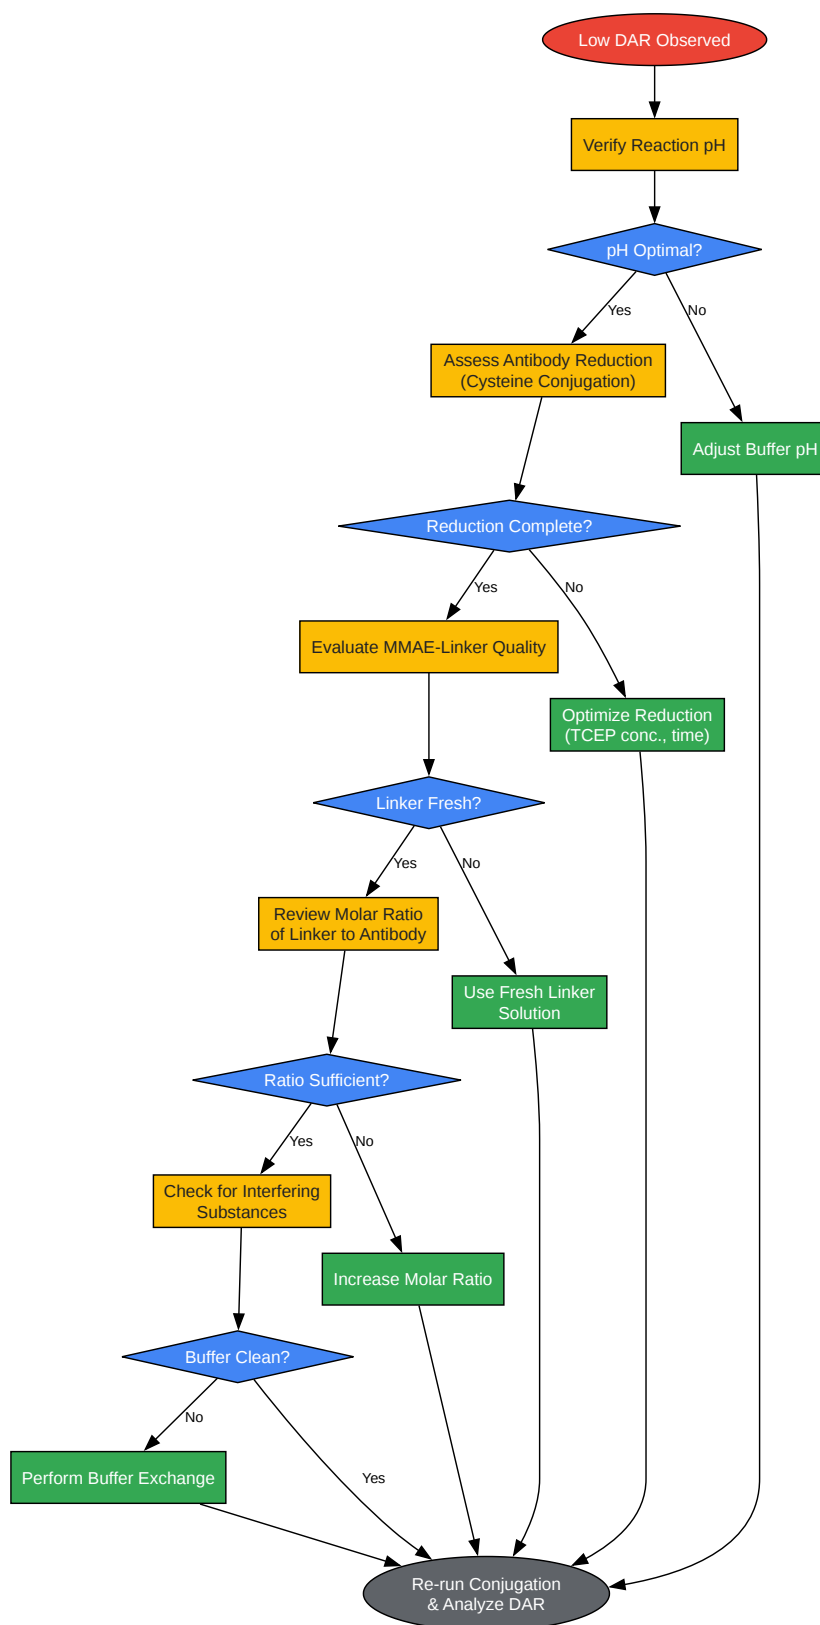 Low DAR Observed
Verify Reaction pH
pH Optimal?
Yes
No
Assess Antibody Reduction
(Cysteine Conjugation)
Adjust Buffer pH
Reduction Complete?
Yes
No
Evaluate MMAE-Linker Quality
Optimize Reduction
(TCEP conc., time)
Linker Fresh?
Yes
No
Review Molar Ratio
of Linker to Antibody
Use Fresh Linker
Solution
Ratio Sufficient?
Yes
No
Check for Interfering
Substances
Increase Molar Ratio
Buffer Clean?
No
Yes
Perform Buffer Exchange
Re-run Conjugation
& Analyze DAR